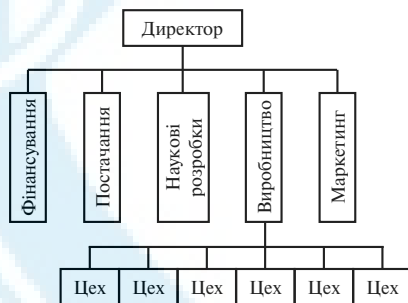 Директор
Фінансування
Постачання
Наукові
розробки
Виробництво
Маркетинг
Цех
Цех
Цех
Цех
Цех
Цех